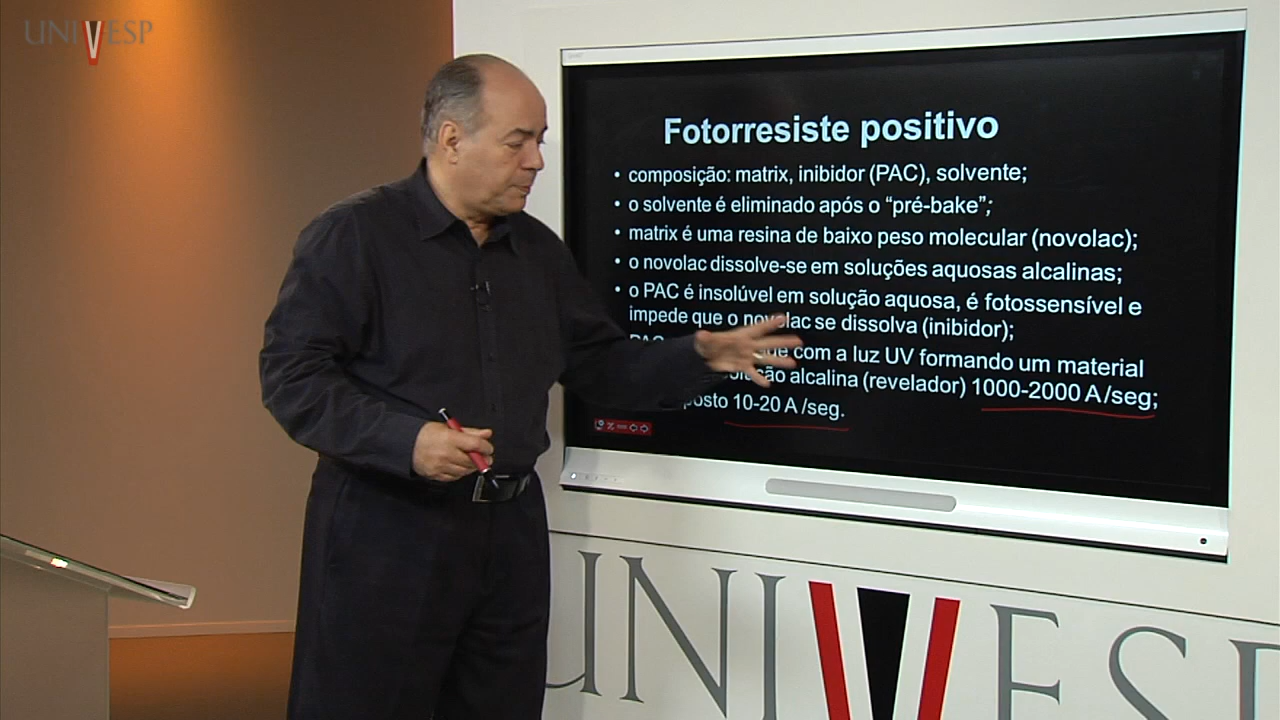 UNIVESP
Fotorresiste positivo
• composição: matrix, inibidor (PAC), solvente;
• o solvente é eliminado após o “pré-bake”;
• matrix é uma resina de baixo peso molecular (novolac);
• o novolac dissolve-se em soluções aquosas alcalinas;
• o PAC é insolúvel em solução aquosa, é fotossensível e
impede que o novolac se dissolva (inibidor);
PAC com a luz UV formando um material
alcalina (revelador) 1000-2000 A/seg;
10-20 A/seg.
UNIVESP